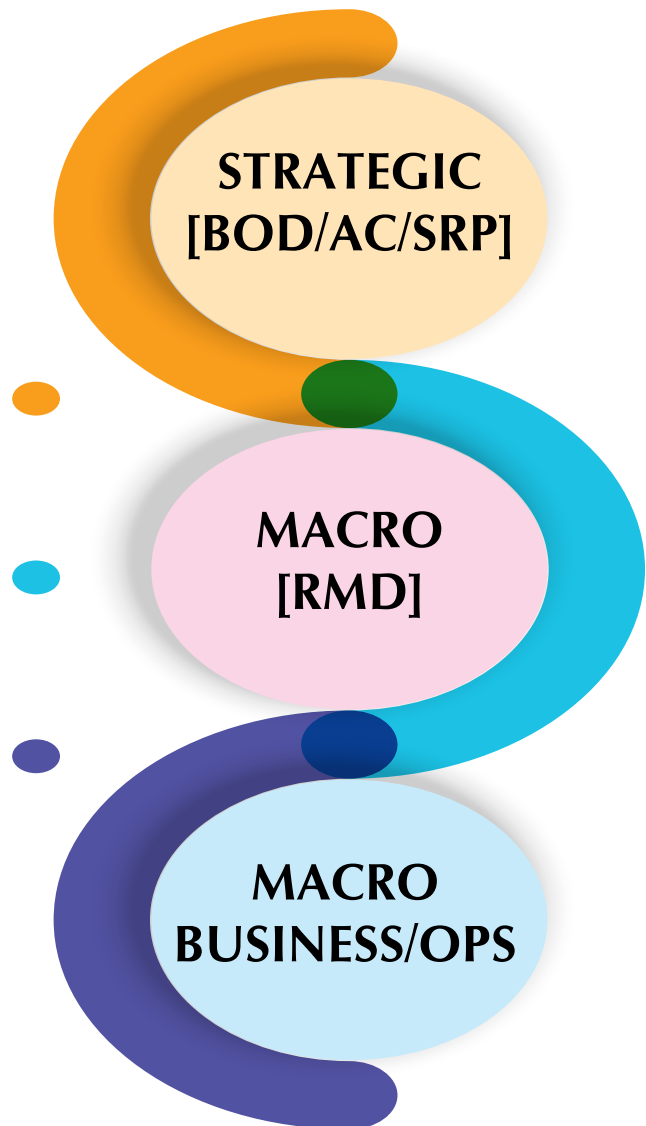 STRATEGIC
[BOD/AC/SRP]
MACRO
[RMD]
MACRO
BUSINESS/OPS